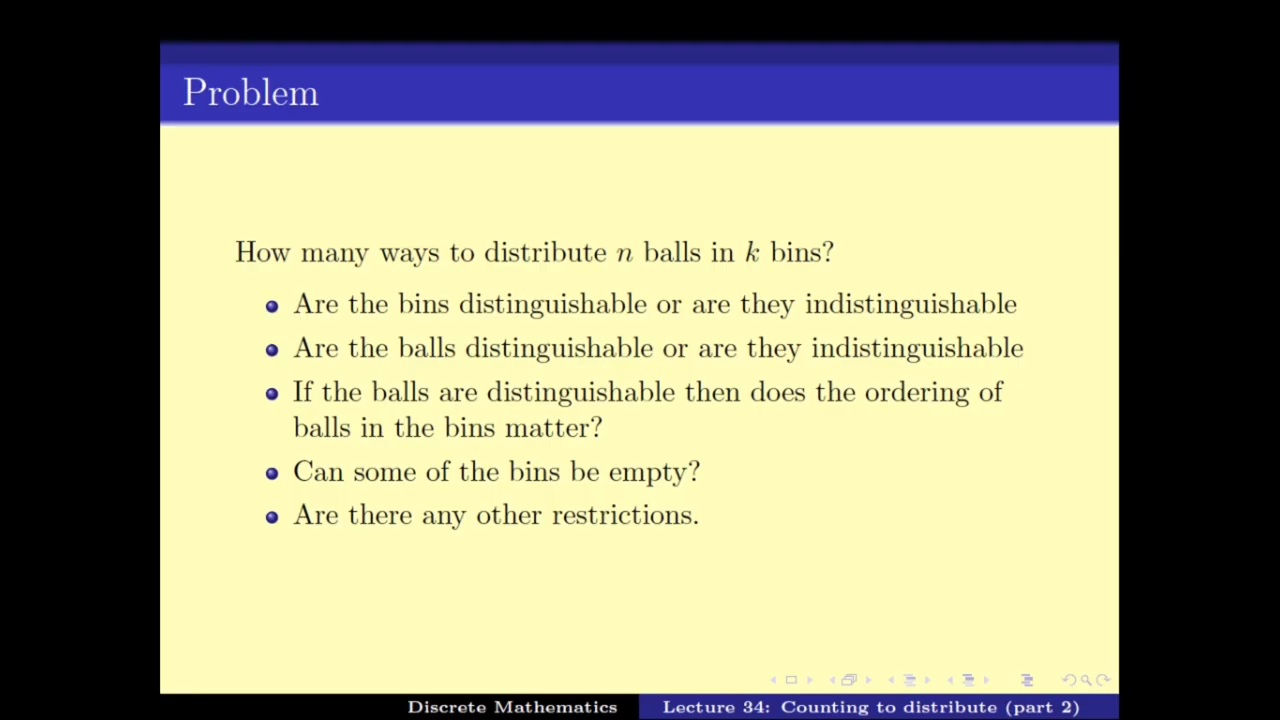 Problem
How many ways to distribute n balls in k bins?
Are the bins distinguishable or are they indistinguishable
Are the balls distinguishable or are they indistinguishable
If the balls are distinguishable then does the ordering of
balls in the bins matter?
Can some of the bins be empty?
Are there any other restrictions.
Discrete Mathematics
Lecture 34: Counting to distribute (part 2)